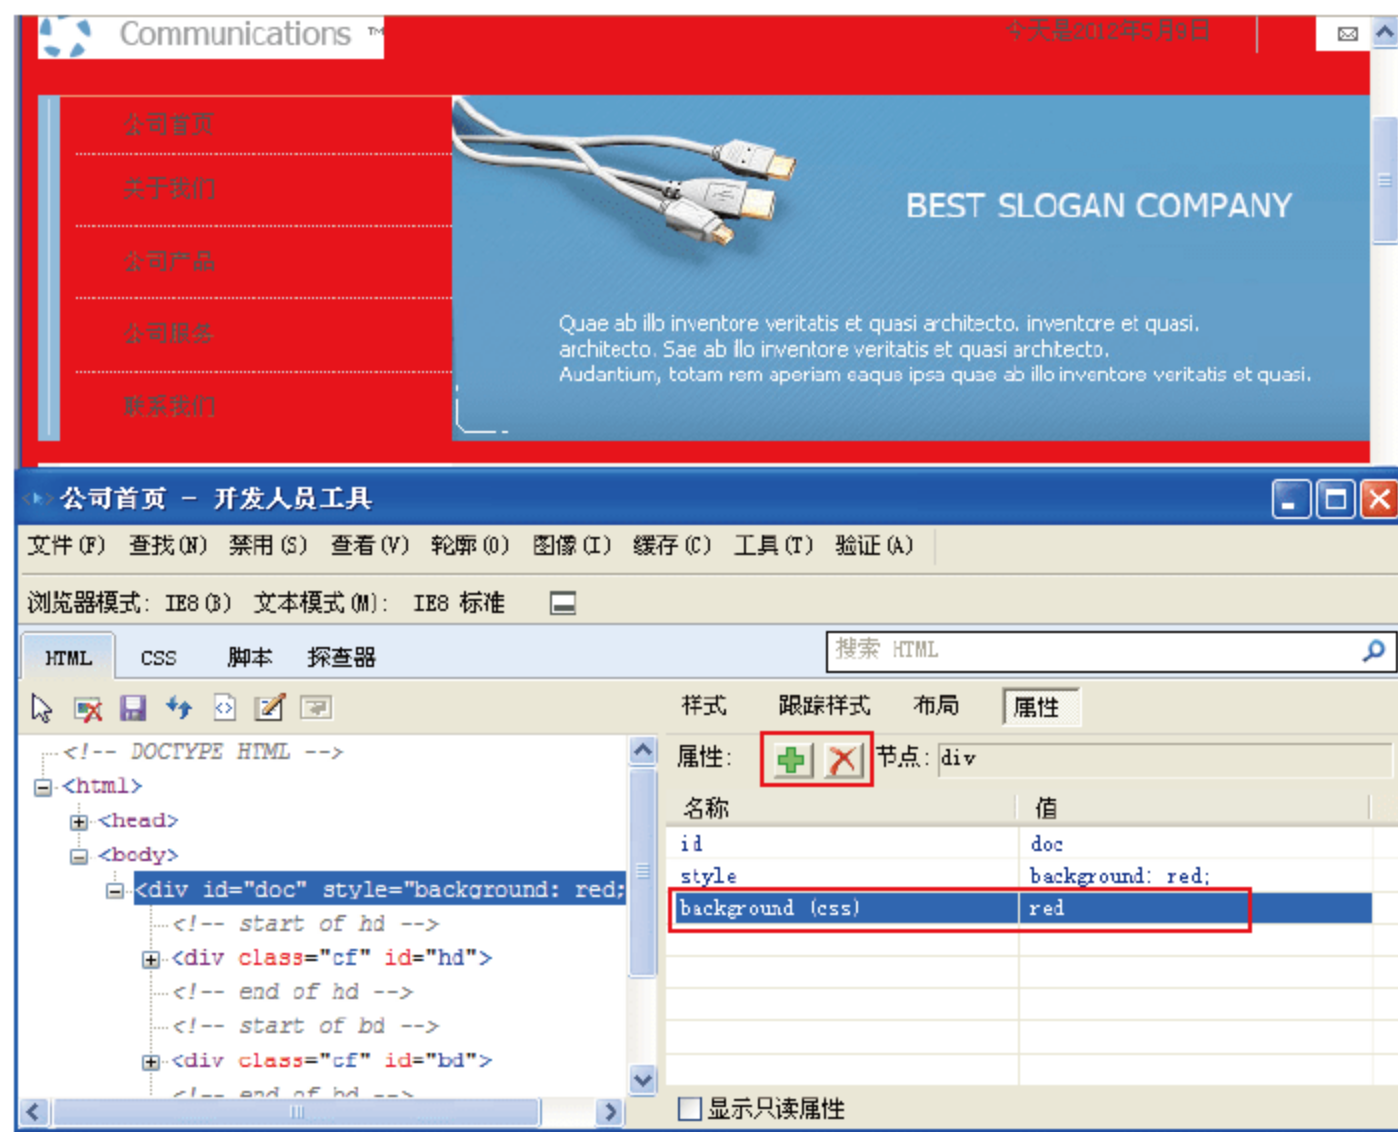 Communications ™
今天是2012年5月9日
公司首页
关于我们
公司产品
公司服务
联系我们
BEST SLOGAN COMPANY
Quae ab illo inventore veritatis et quasi architecto. inventore et quasi.
architecto. Sae ab illo inventore veritatis et quasi architecto.
Audantium, totam rem aperiam eaque ipsa quae ab illo inventore veritatis et quasi.
公司首页 - 开发人员工具
文件(F) 查找(N) 禁用(S) 查看(V) 轮廓(O) 图像(I) 缓存(C) 工具(T) 验证(A)
浏览器模式: IE8(B) 文本模式(M): IE8 标准
HTML CSS 脚本 探查器 搜索 HTML
样式 跟踪样式 布局 属性
<!-- DOCTYPE HTML -->
<html>
<head>
<body>
<div id="doc" style="background: red;
<!-- start of hd -->
<div class="cf" id="hd">
<!-- end of hd -->
<!-- start of bd -->
<div class="cf" id="bd">
<!-- end of bd -->
属性: 节点: div
名称 值
id doc
style background: red;
background (css) red
显示只读属性